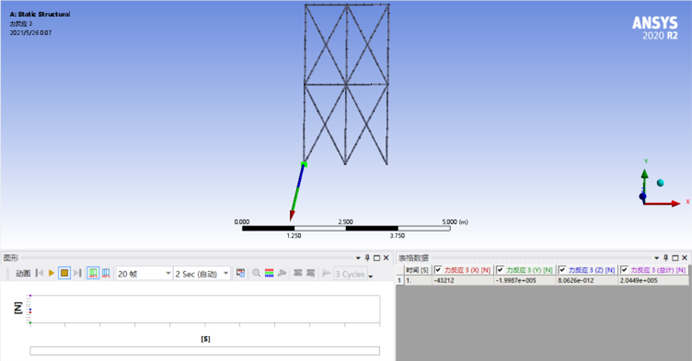 A: Static Structural
力反应 3
2021/5/26 0:07
ANSYS
2020 R2
Y
X
0.000
2.500
5.000 (m)
1.250
3.750
图形
动画
20 帧
2 Sec (自动)
3 Cycles
[N]
[S]
表格数据
时间 [S]
力反应 3 (X) [N]
力反应 3 (Y) [N]
力反应 3 (Z) [N]
力反应 3 (总计) [N]
1
1.
-43212
-1.9987e+005
8.0626e-012
2.0449e+005